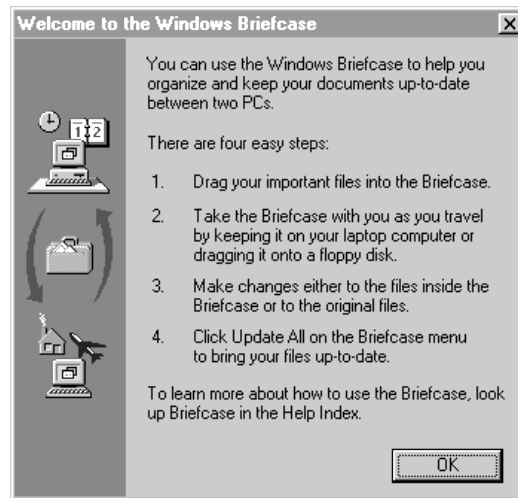 Welcome to the Windows Briefcase
You can use the Windows Briefcase to help you
organize and keep your documents up-to-date
between two PCs.
There are four easy steps:
1. Drag your important files into the Briefcase.
2. Take the Briefcase with you as you travel
by keeping it on your laptop computer or
dragging it onto a floppy disk.
3. Make changes either to the files inside the
Briefcase or to the original files.
4. Click Update All on the Briefcase menu
to bring your files up-to-date.
To learn more about how to use the Briefcase, look
up Briefcase in the Help Index.
1 2
OK